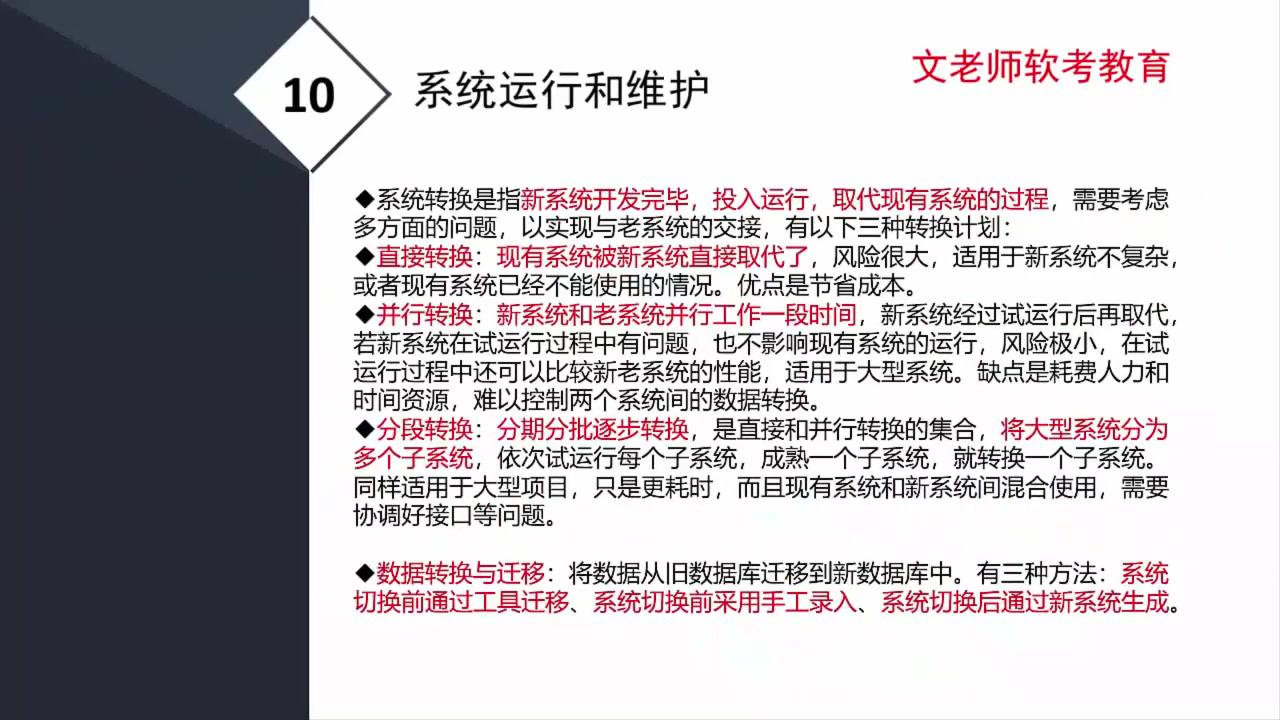 10
系统运行和维护
文老师软考教育
◆系统转换是指新系统开发完毕，投入运行，取代现有系统的过程，需要考虑
多方面的问题，以实现与老系统的交接，有以下三种转换计划：
◆直接转换：现有系统被新系统直接取代了，风险很大，适用于新系统不复杂，
或者现有系统已经不能使用的情况。优点是节省成本。
◆并行转换：新系统和老系统并行工作一段时间，新系统经过试运行后再取代，
若新系统在试运行过程中有问题，也不影响现有系统的运行，风险极小，在试
运行过程中还可以比较新老系统的性能，适用于大型系统。缺点是耗费人力和
时间资源，难以控制两个系统间的数据转换。
◆分段转换：分期分批逐步转换，是直接和并行转换的集合，将大型系统分为
多个子系统，依次试运行每个子系统，成熟一个子系统，就转换一个子系统。
同样适用于大型项目，只是更耗时，而且现有系统和新系统间混合使用，需要
协调好接口等问题。
◆数据转换与迁移：将数据从旧数据库迁移到新数据库中。有三种方法：系统
切换前通过工具迁移、系统切换前采用手工录入、系统切换后通过新系统生成。